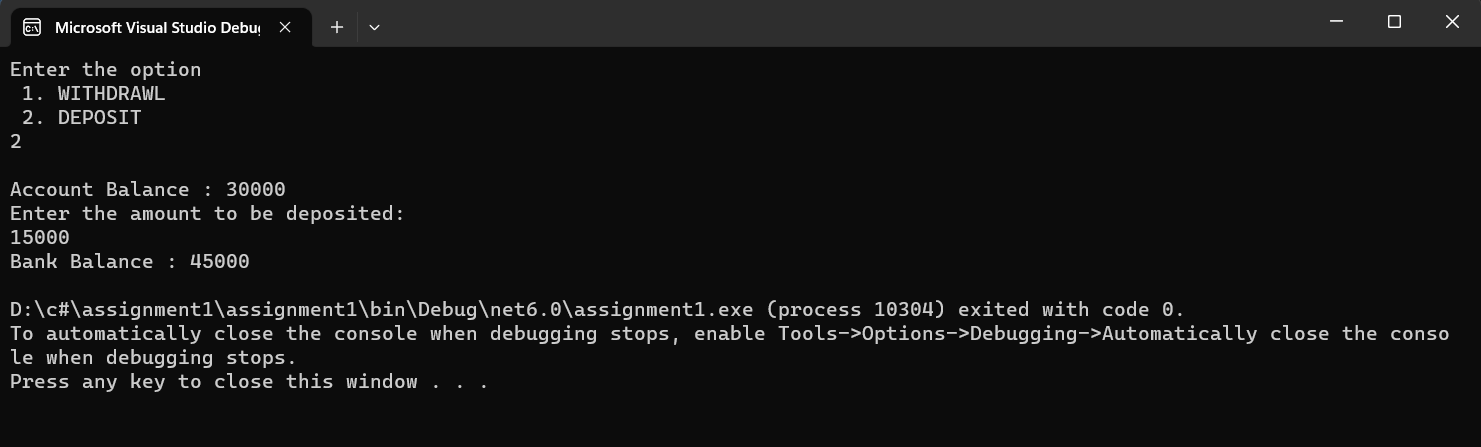 Microsoft Visual Studio Debu
Enter the option
1. WITHDRAWL
2. DEPOSIT
2
Account Balance : 30000
Enter the amount to be deposited:
15000
Bank Balance : 45000
D:\c#\assignment1\assignment1\bin\Debug\net6.0\assignment1.exe (process 10304) exited with code 0.
To automatically close the console when debugging stops, enable Tools->Options->Debugging->Automatically close the conso
le when debugging stops.
Press any key to close this window . . .